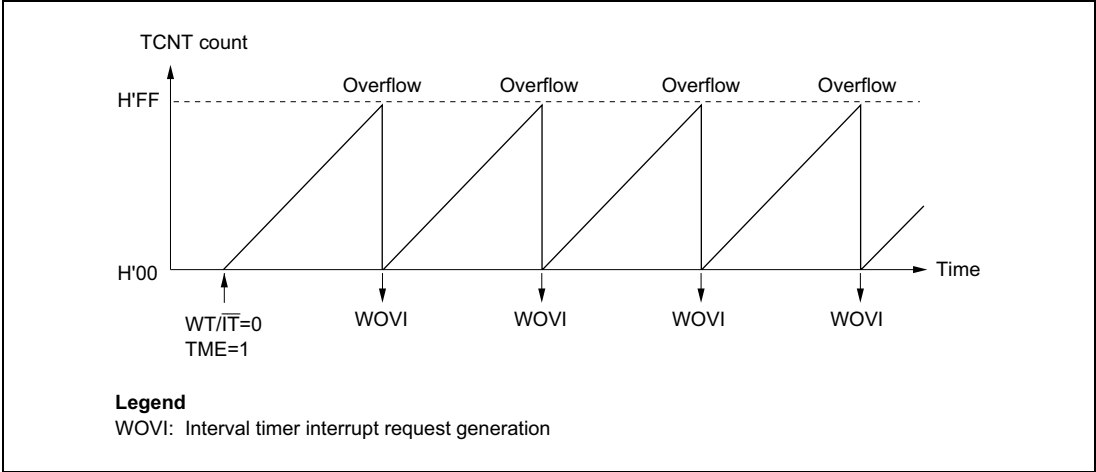 TCNT count
Overflow Overflow Overflow Overflow
H'FF
H'00
Time
WT/I̅T̅=0
TME=1
WOVI WOVI WOVI WOVI
Legend
WOVI: Interval timer interrupt request generation